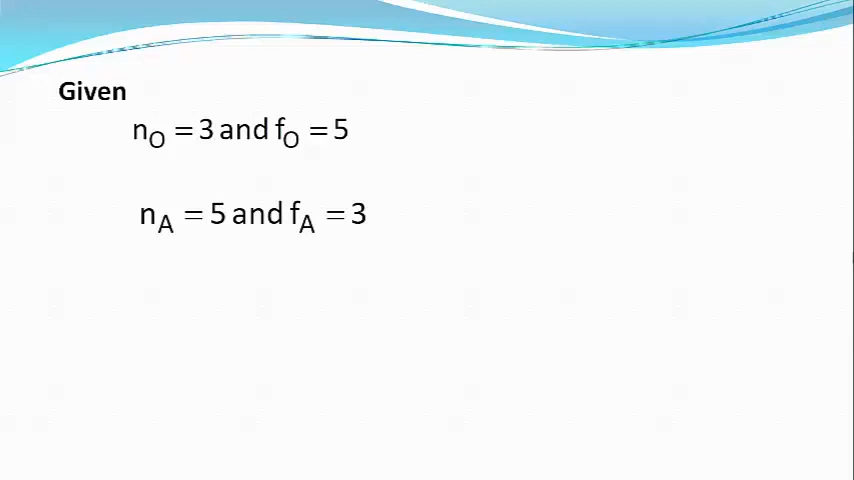 Given
n_O = 3 and f_O = 5
n_A = 5 and f_A = 3